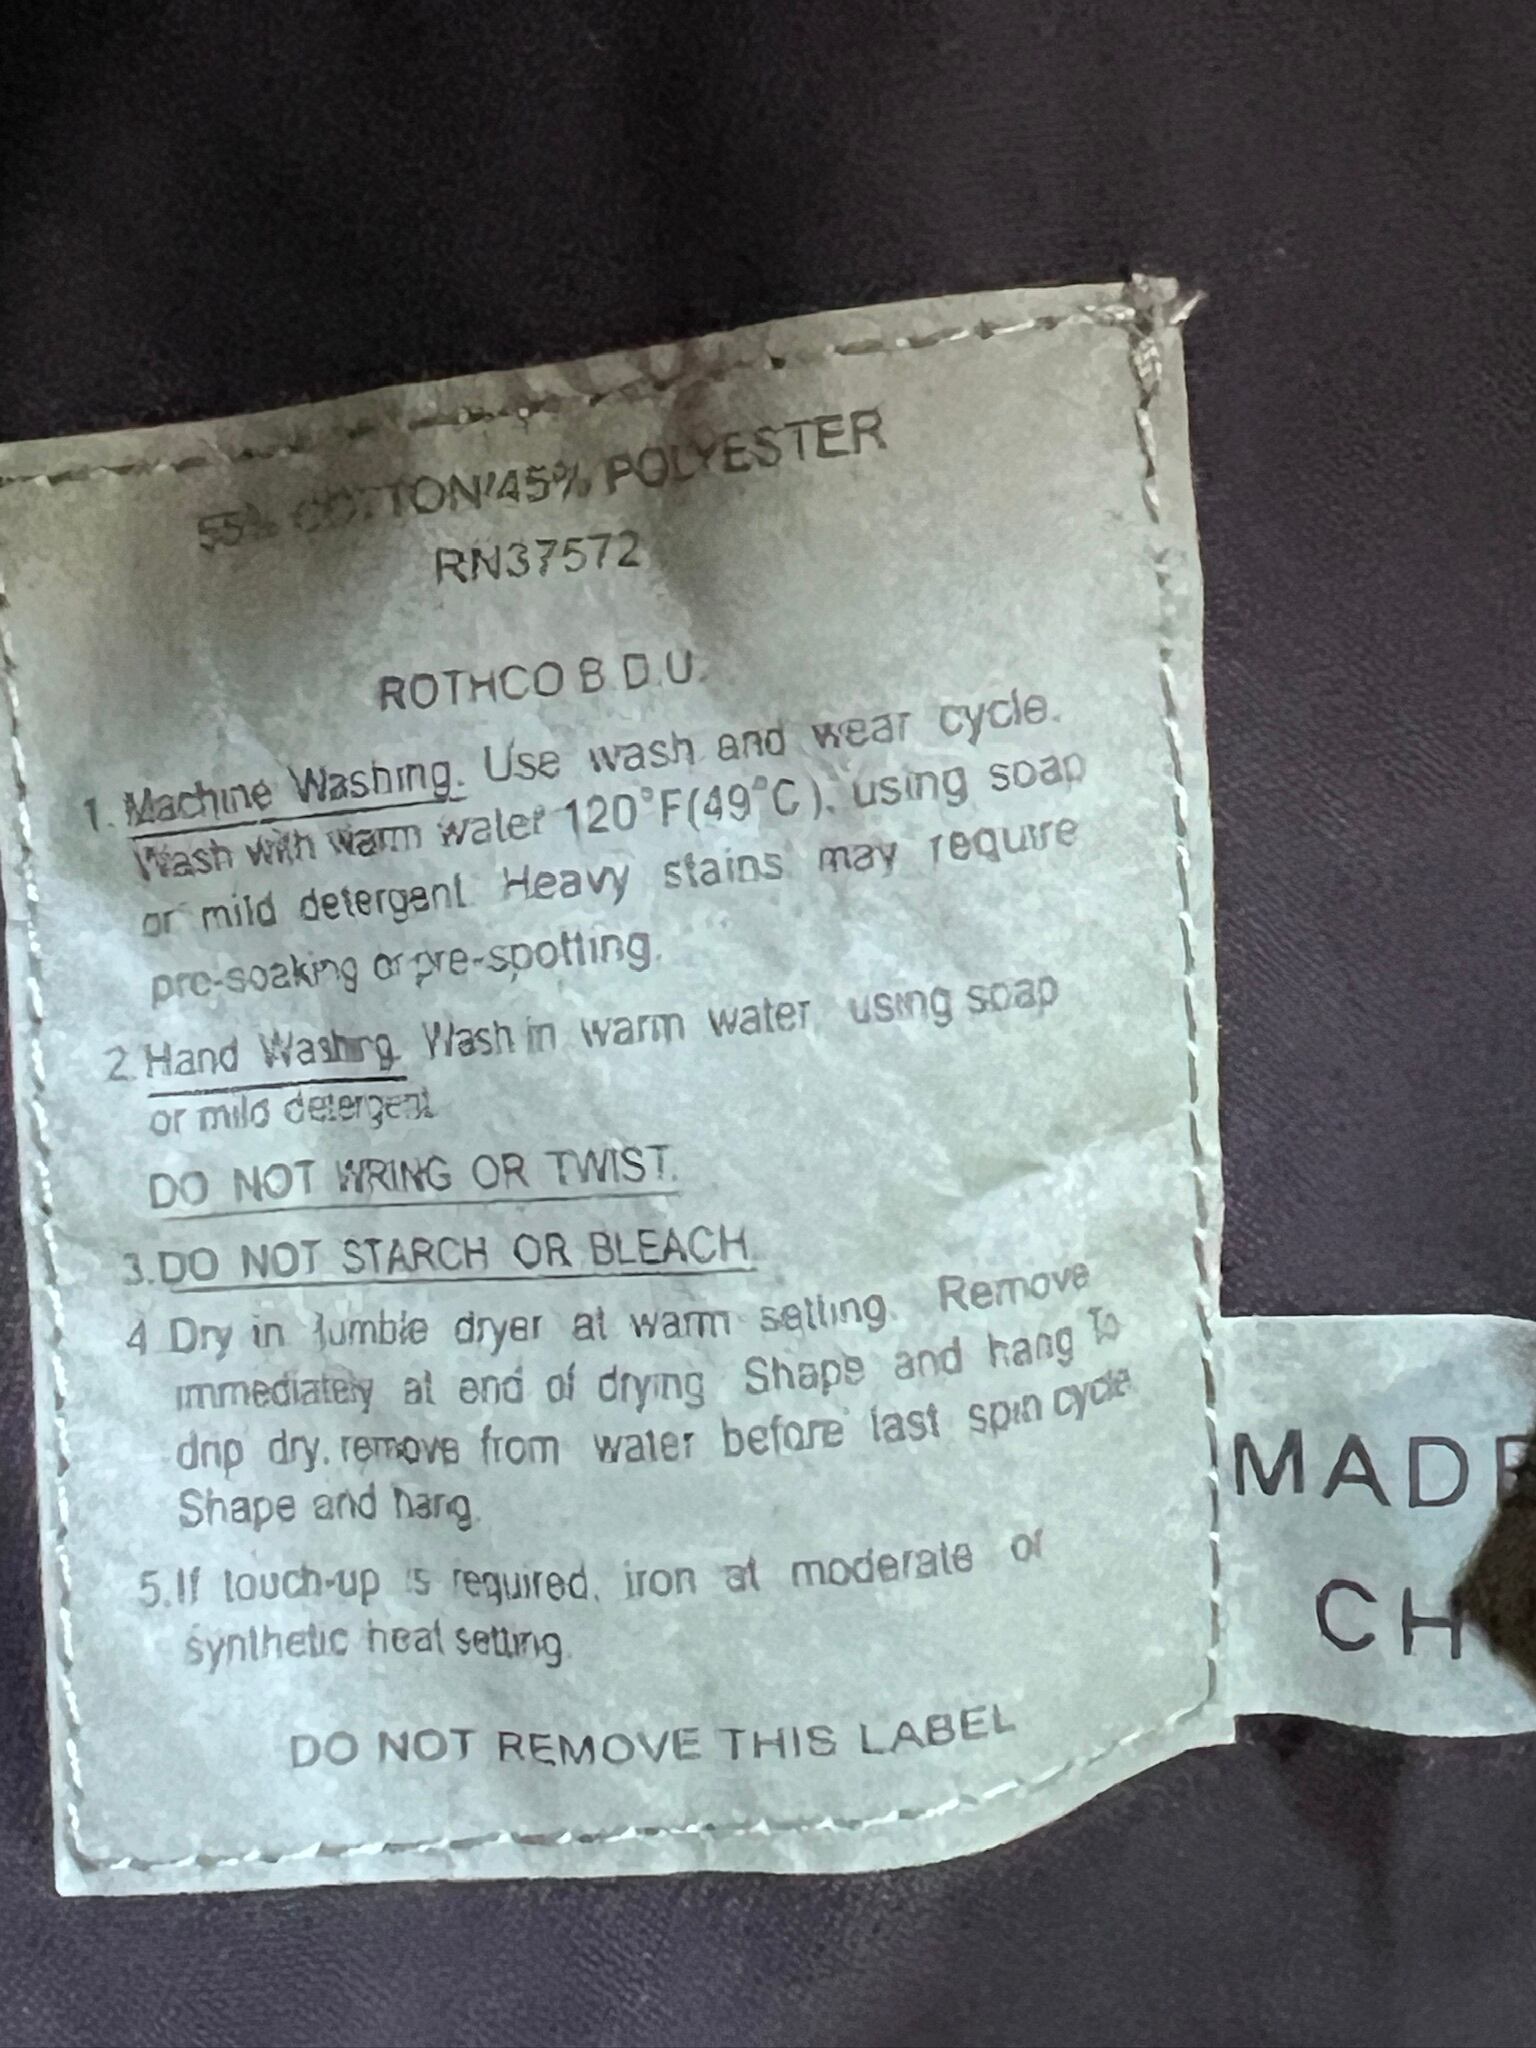 55% COTTON/45% POLYESTER
RN37572
ROTHCO B.D.U.
1. Machine Washing. Use wash and wear cycle.
Wash with warm water 120°F(49°C), using soap
or mild detergent. Heavy stains may require
pre-soaking or pre-spotting.
2. Hand Washing. Wash in warm water, using soap
or mild detergent.
DO NOT WRING OR TWIST.
3. DO NOT STARCH OR BLEACH.
4. Dry in tumble dryer at warm setting. Remove
immediately at end of drying. Shape and hang To
drip dry, remove from water before last spin cycle.
Shape and hang.
5. If touch-up is required, iron at moderate or
synthetic heat setting.
DO NOT REMOVE THIS LABEL
MADE
CH